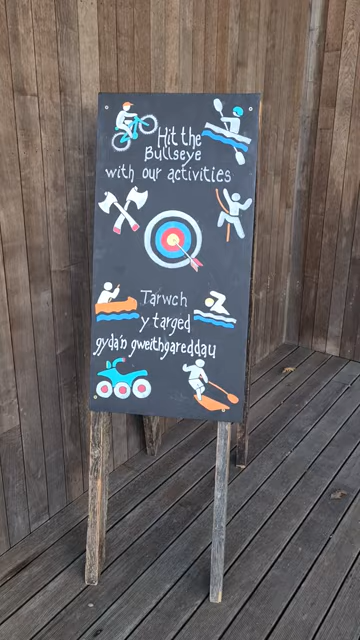 Hit the
Bullseye
with our activities
Tarwch
y targed
gyda'n gweithgareddau